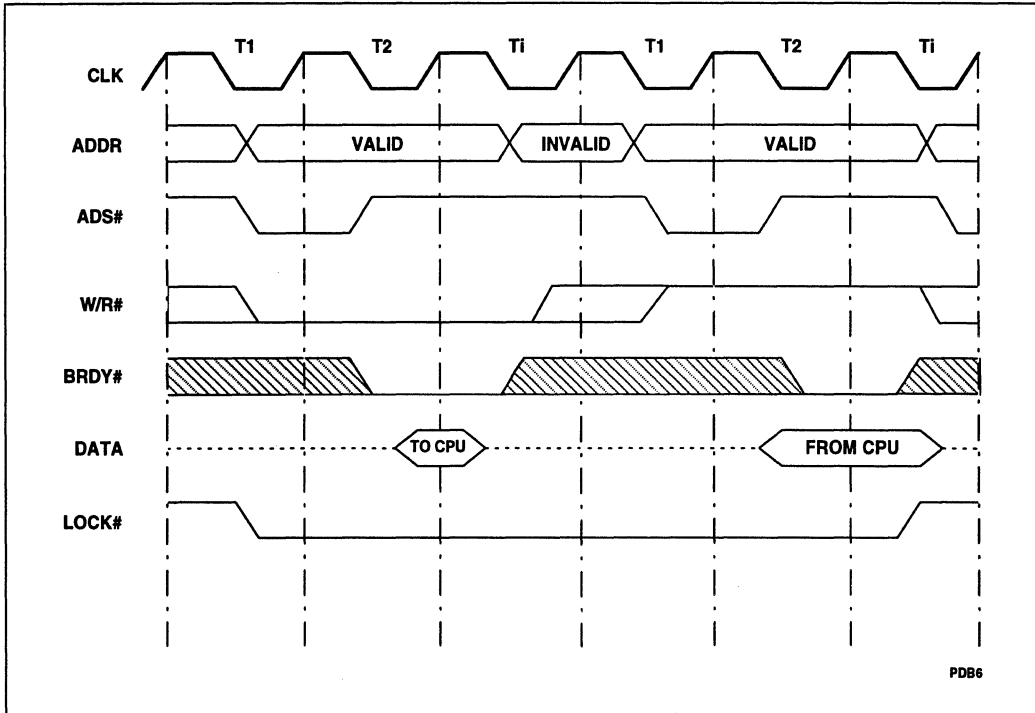 T1 T2 Ti T1 T2 Ti
CLK
ADDR VALID INVALID VALID
ADS#
W/R#
BRDY#
DATA TO CPU FROM CPU
LOCK#
PDB6